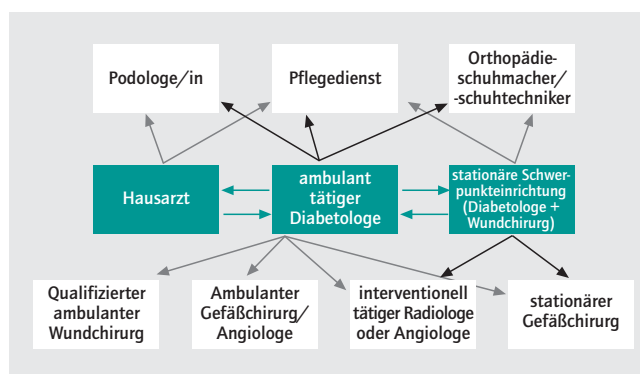 Podologe/in
Pflegedienst
Orthopädie-
schuhmacher/
-schuhtechniker
Hausarzt
ambulant
tätiger
Diabetologe
stationäre Schwer-
punkteinrichtung
(Diabetologe +
Wundchirurg)
Qualifizierter
ambulanter
Wundchirurg
Ambulanter
Gefäßchirurg/
Angiologe
interventionell
tätiger Radiologe
oder Angiologe
stationärer
Gefäßchirurg